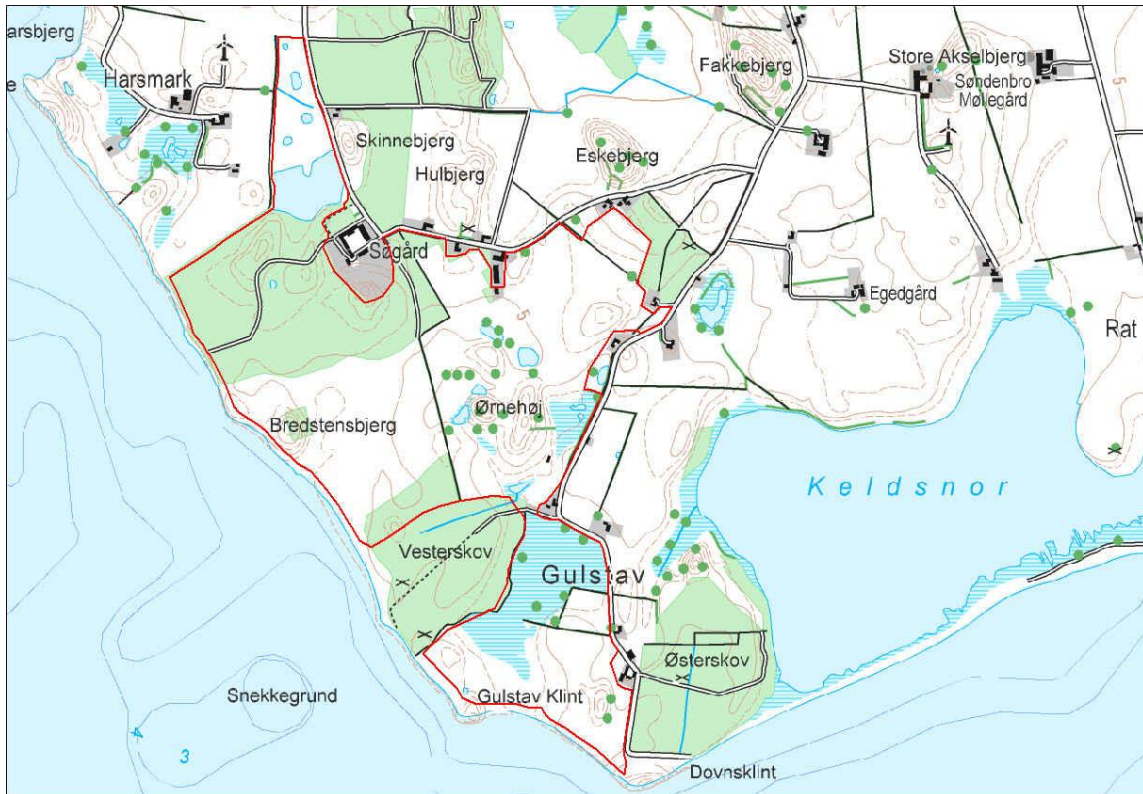 arsbjerg
e
Harsmark
Fakkebjerg
Store Akselbjerg
Søndenbro
Møllegård
5
Skinnebjerg
Hulbjerg
Eskebjerg
Søgård
5
Egedgård
Rat
Bredstensbjerg
Ørnehøj
Keldsnor
Vesterskov
Gulstav
Østerskov
Snekkegrund
Gulstav Klint
3
Dovnsklint